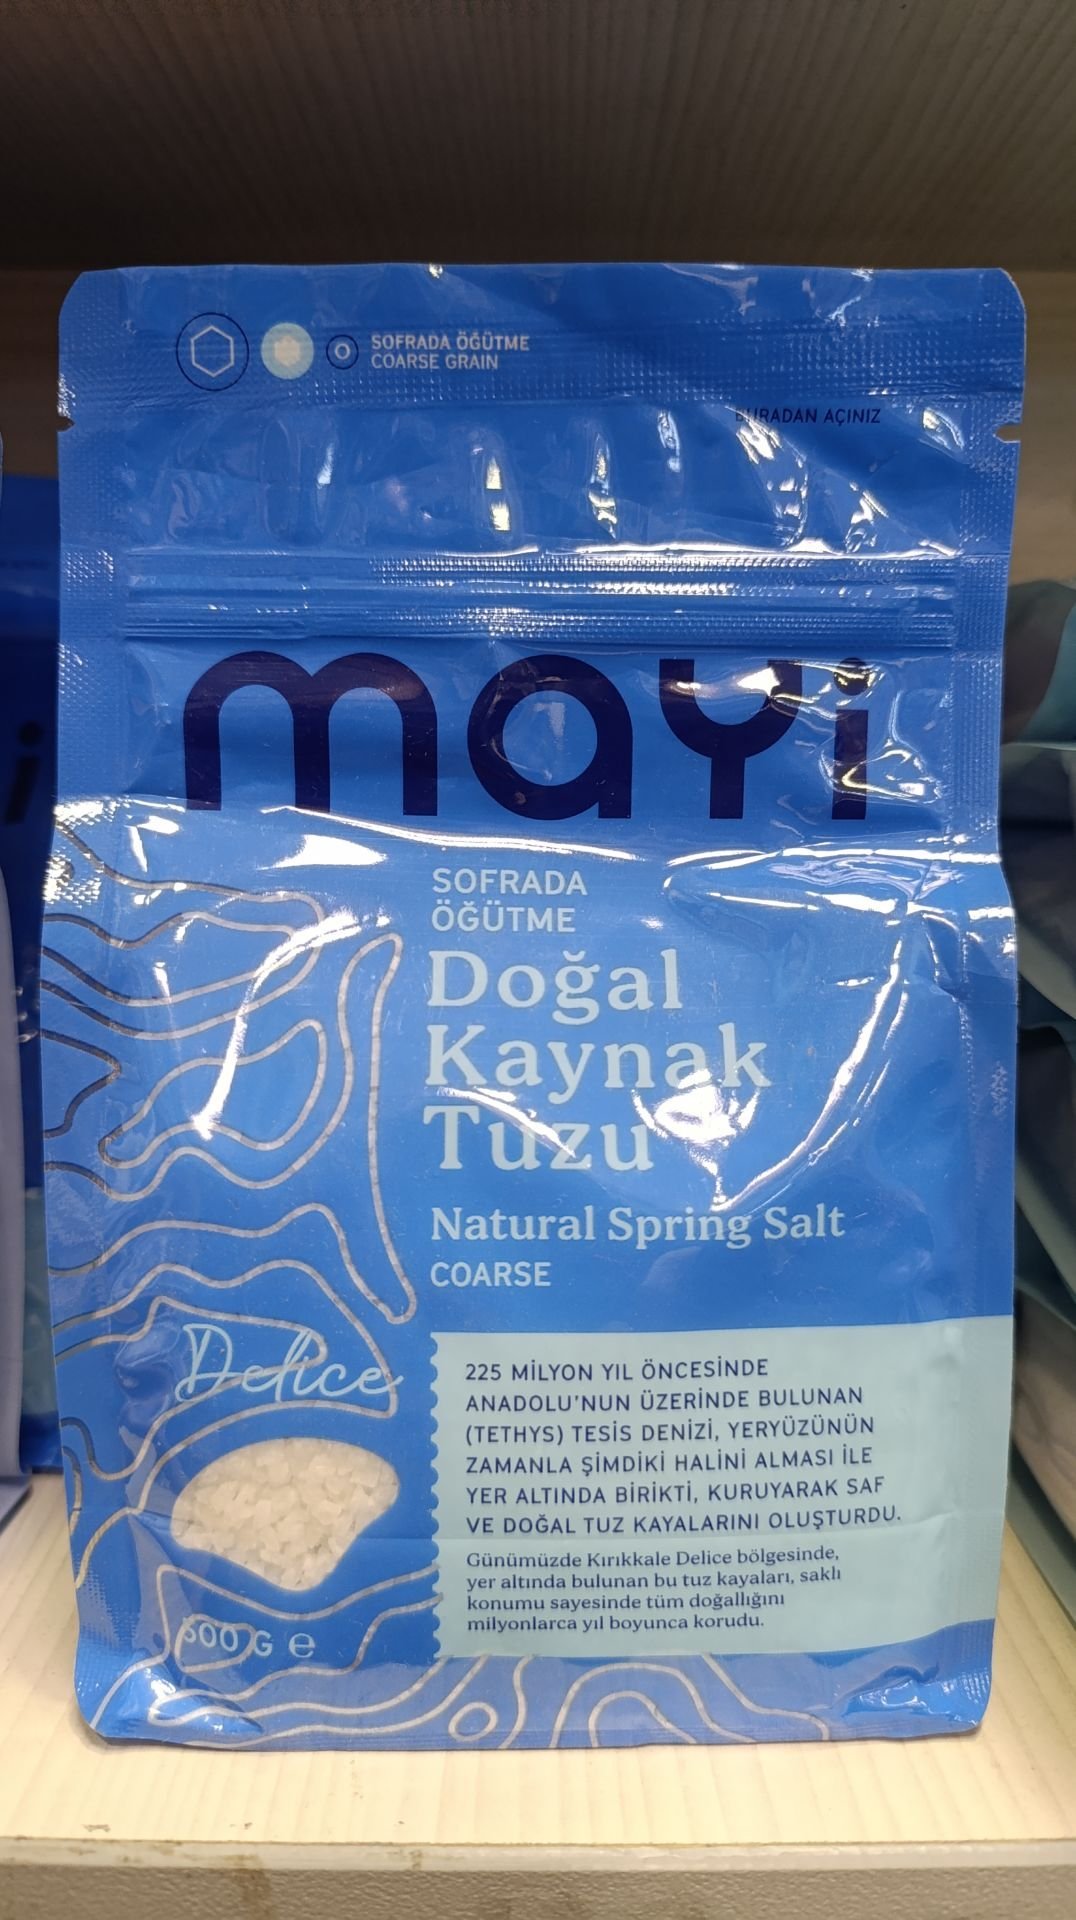 SOFRADA ÖĞÜTME
COARSE GRAIN
BURADAN AÇINIZ
mayi
SOFRADA
ÖĞÜTME
Doğal
Kaynak
Tuzu
Natural Spring Salt
COARSE
Delice
225 MİLYON YIL ÖNCESİNDE
ANADOLU'NUN ÜZERİNDE BULUNAN
(TETHYS) TESİS DENİZİ, YERYÜZÜNÜN
ZAMANLA ŞİMDİKİ HALİNİ ALMASI İLE
YER ALTINDA BİRİKTİ, KURUYARAK SAF
VE DOĞAL TUZ KAYALARINI OLUŞTURDU.
Günümüzde Kırıkkale Delice bölgesinde,
yer altında bulunan bu tuz kayaları, saklı
konumu sayesinde tüm doğallığını
milyonlarca yıl boyunca korudu.
G e